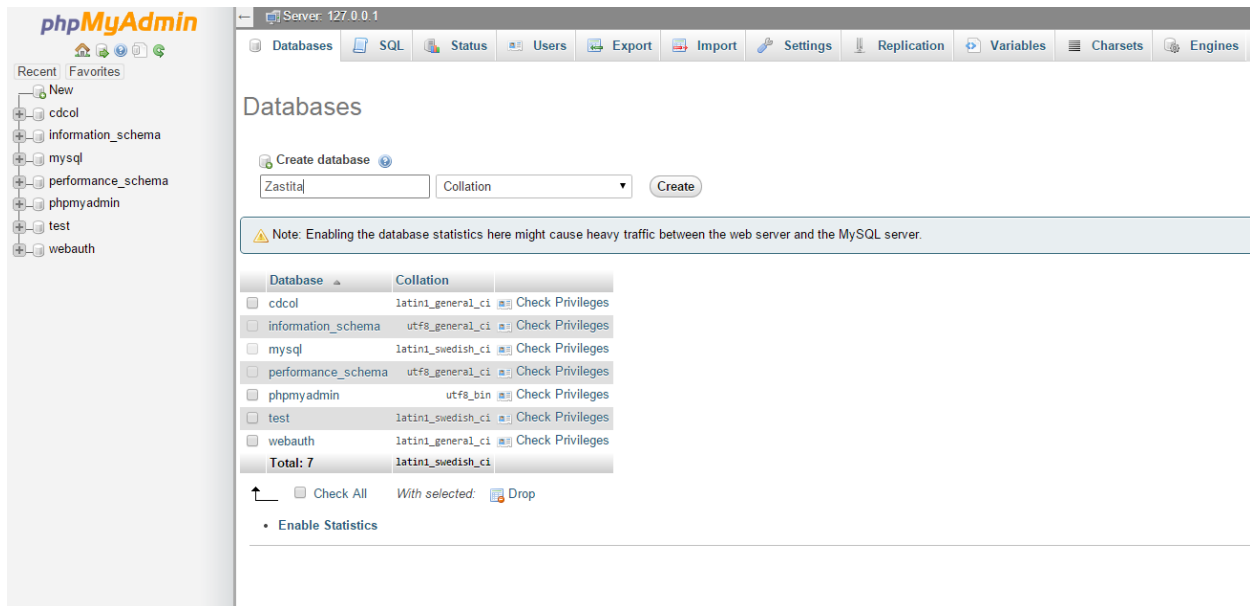 phpMyAdmin
Recent Favorites
New
cdcol
information_schema
mysql
performance_schema
phpmyadmin
test
webauth
Server: 127.0.0.1
Databases SQL Status Users Export Import Settings Replication Variables Charsets Engines
Databases
Create database
Zastita Collation Create
Note: Enabling the database statistics here might cause heavy traffic between the web server and the MySQL server.
Database Collation
cdcol latin1_general_ci Check Privileges
information_schema utf8_general_ci Check Privileges
mysql latin1_swedish_ci Check Privileges
performance_schema utf8_general_ci Check Privileges
phpmyadmin utf8_bin Check Privileges
test latin1_swedish_ci Check Privileges
webauth latin1_general_ci Check Privileges
Total: 7 latin1_swedish_ci
Check All With selected: Drop
• Enable Statistics